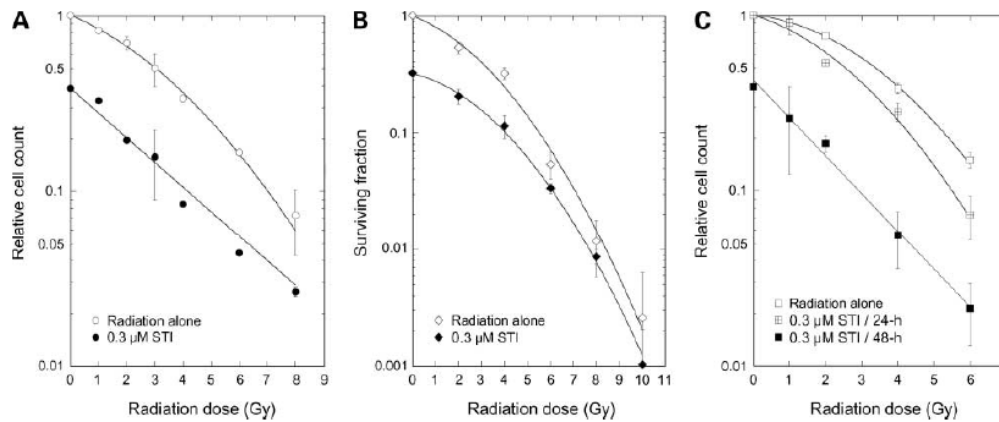 A
1
0.5
0.1
0.05
0.01
Relative cell count
Radiation alone
0.3 μM STI
0 1 2 3 4 5 6 7 8 9
Radiation dose (Gy)
B
1.0
0.1
0.01
0.001
Surviving fraction
Radiation alone
0.3 μM STI
0 1 2 3 4 5 6 7 8 9 10 11
Radiation dose (Gy)
C
1
0.5
0.1
0.05
0.01
Relative cell count
Radiation alone
0.3 μM STI / 24-h
0.3 μM STI / 48-h
0 1 2 3 4 5 6
Radiation dose (Gy)